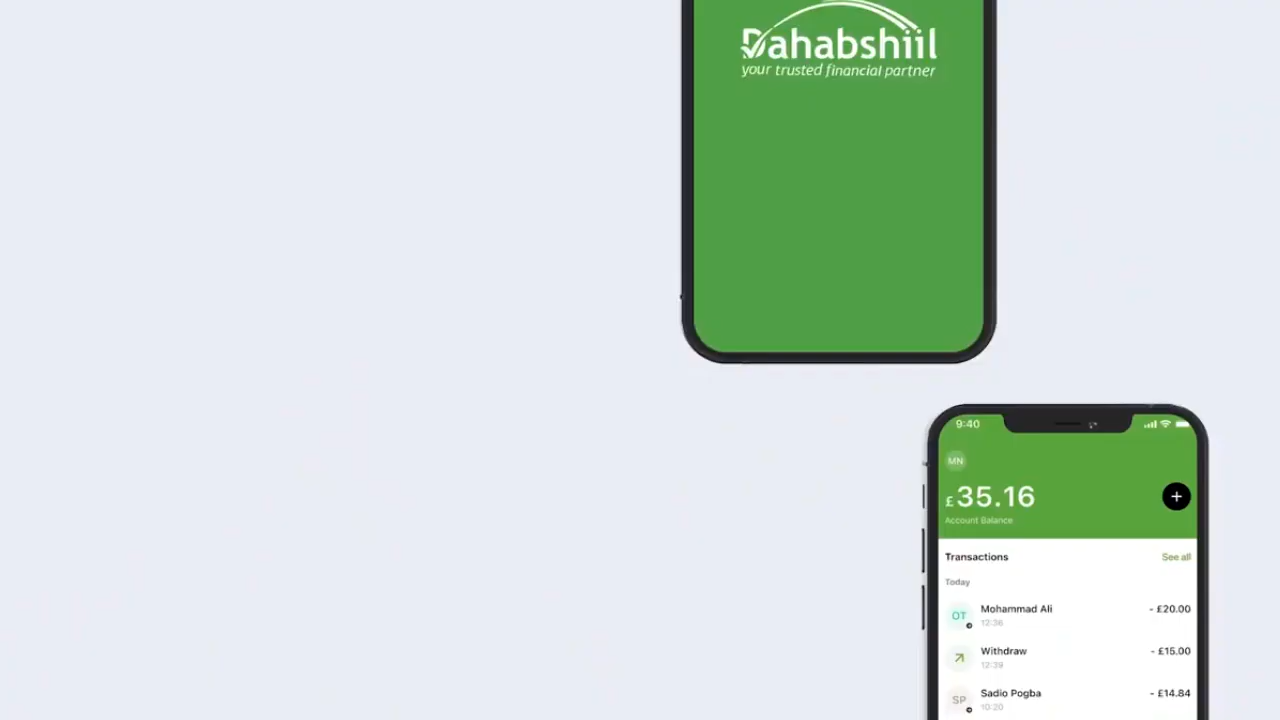 Dahabshiil
your trusted financial partner
9:40
MN
£35.16
Account Balance
Transactions See all
Today
OT Mohammad Ali - £20.00
12:36
Withdraw - £15.00
12:39
SP Sadio Pogba - £14.84
10:20